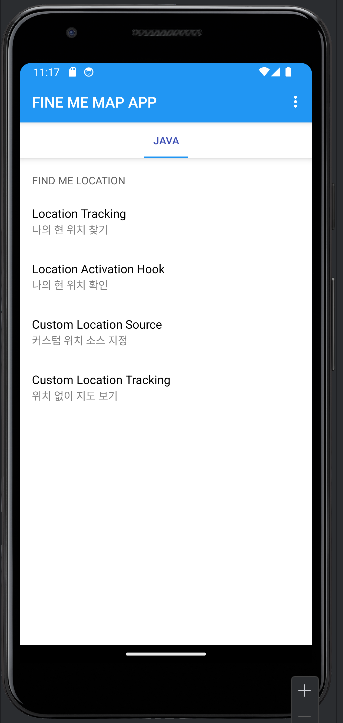 11:17
FINE ME MAP APP
JAVA
FIND ME LOCATION
Location Tracking
나의 현 위치 찾기
Location Activation Hook
나의 현 위치 확인
Custom Location Source
커스텀 위치 소스 지정
Custom Location Tracking
위치 없이 지도 보기